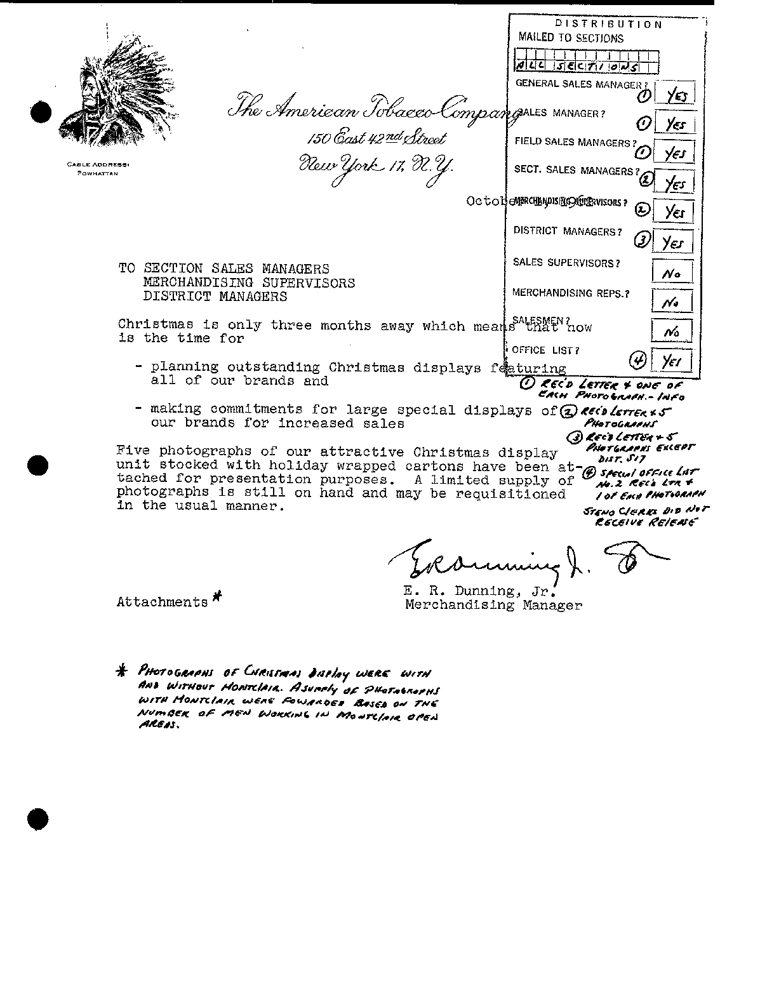 DISTRIBUTION
MAILED TO SECTIONS
ALL SECTIONS
GENERAL SALES MANAGER? ① YES
SALES MANAGER? ① YES
FIELD SALES MANAGERS? ① YES
SECT. SALES MANAGERS? ② YES
MERCHANDISING SUPERVISORS? ② YES
DISTRICT MANAGERS? ③ YES
SALES SUPERVISORS? NO
MERCHANDISING REPS.? NO
SALESMEN? NO
OFFICE LIST? ④ YES
CABLE ADDRESS:
POWHATTAN
The American Tobacco Company
150 East 42nd Street
New York 17, N.Y.
October
TO SECTION SALES MANAGERS
MERCHANDISING SUPERVISORS
DISTRICT MANAGERS
Christmas is only three months away which means that now
is the time for
- planning outstanding Christmas displays featuring
all of our brands and
- making commitments for large special displays of
our brands for increased sales
Five photographs of our attractive Christmas display
unit stocked with holiday wrapped cartons have been at-
tached for presentation purposes. A limited supply of
photographs is still on hand and may be requisitioned
in the usual manner.
① REC'D LETTER & ONE OF
EACH PHOTOGRAPH.- INFO
② REC'D LETTER & 5
PHOTOGRAPHS
③ REC'D LETTER + 5
PHOTGRAPHS EXCEPT
DIST. 517
④ SPECIAL OFFICE LIST
No. 2 REC'D LTR +
1 OF EACH PHOTOGRAPH
STENO CLERKS DID NOT
RECEIVE RELEASE
E R Dunning Jr.
E. R. Dunning, Jr.
Merchandising Manager
Attachments *
* PHOTOGRAPHS OF CHRISTMAS DISPLAY WERE WITH
AND WITHOUT MONTCLAIR. A SUPPLY OF PHOTOGRAPHS
WITH MONTCLAIR WERE FOWARDED BASED ON THE
NUMBER OF MEN WORKING IN MONTCLAIR OPEN
AREAS.